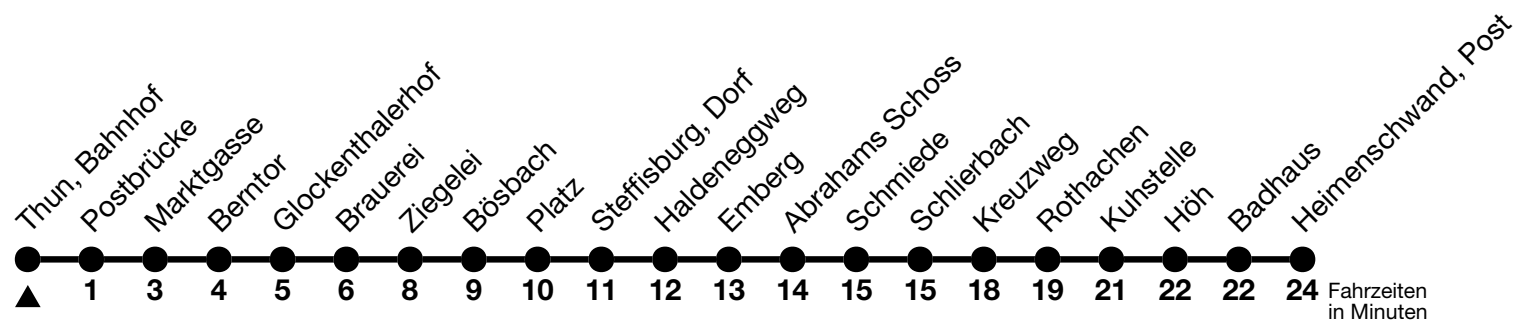 Thun, Bahnhof
Postbrücke
Marktgasse
Berntor
Glockenthalerhof
Brauerei
Ziegelei
Bösbach
Platz
Steffisburg, Dorf
Haldeneggweg
Emberg
Abrahams Schoss
Schmiede
Schlierbach
Kreuzweg
Rothachen
Kuhstelle
Höh
Badhaus
Heimenschwand, Post
1 3 4 5 6 8 9 10 11 12 13 14 15 15 18 19 21 22 22 24
Fahrzeiten
in Minuten